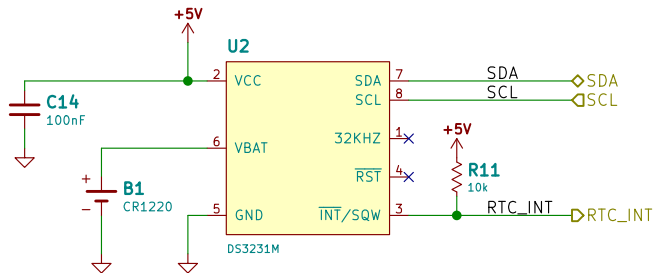 +5V
U2
2 VCC SDA 7 SDA SDA
SCL 8 SCL SCL
C14
100nF
32KHZ 1
+5V
6 VBAT
RST 4
R11
10k
+
B1
CR1220
−
5 GND INT/SQW 3 RTC_INT RTC_INT
DS3231M